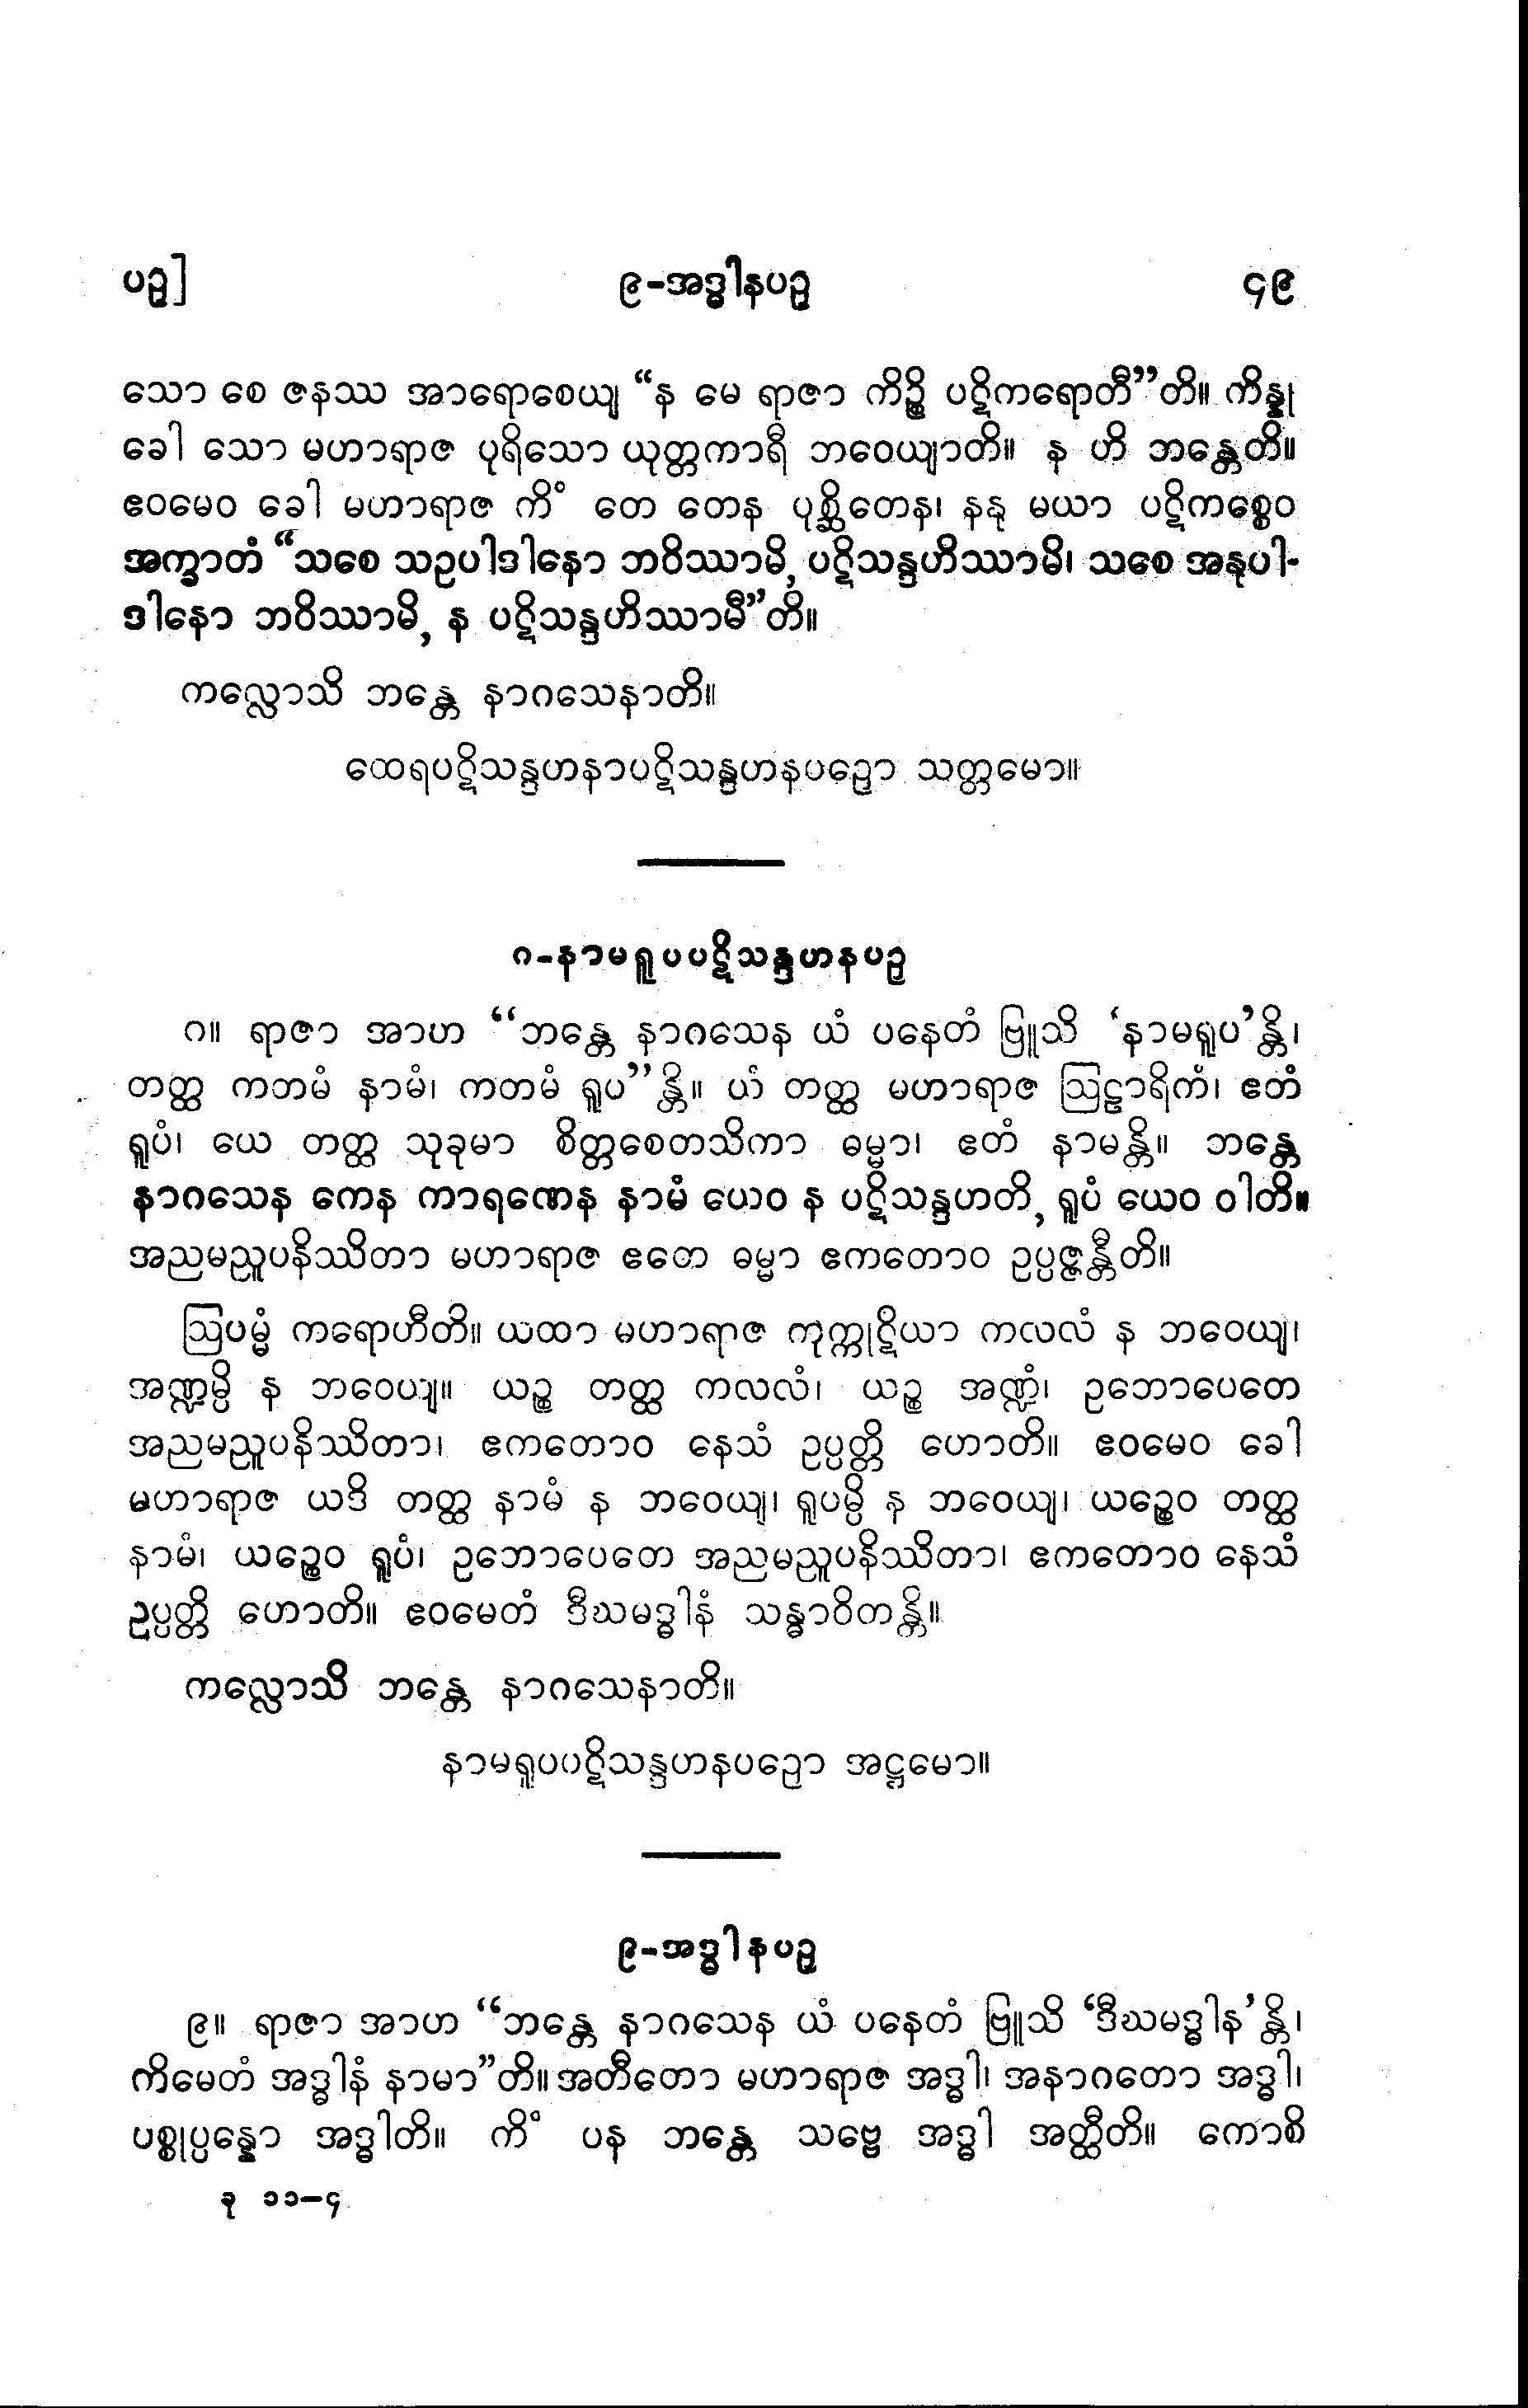 ပဉှ]
၉-အဒ္ဓါနပဉှ
၄၉
သော စေ ဇနဿ အာရောစေယျ “န မေ ရာဇာ ကိဉ္စိ ပဋိကရောတီ”တိ။ ကိန္နု
ခေါ သော မဟာရာဇ ပုရိသော ယုတ္တကာရီ ဘဝေယျာတိ။ န ဟိ ဘန္တေတိ။
ဧဝမေဝ ခေါ မဟာရာဇ ကိံ တေ တေန ပုစ္ဆိတေန၊ နနု မယာ ပဋိကစ္စေဝ
အက္ခာတံ “သစေ သဥပါဒါနော ဘဝိဿာမိ, ပဋိသန္ဒဟိဿာမိ၊ သစေ အနုပါ-
ဒါနော ဘဝိဿာမိ, န ပဋိသန္ဒဟိဿာမီ”တိ။
ကလ္လောသိ ဘန္တေ နာဂသေနာတိ။
ထေရပဋိသန္ဒဟနာပဋိသန္ဒဟနပဉှော သတ္တမော။
ဂ-နာမရူပပဋိသန္ဒဟနပဉှ
ဂ။ ရာဇာ အာဟ “ဘန္တေ နာဂသေန ယံ ပနေတံ ဗြူသိ ‘နာမရူပ’န္တိ၊
တတ္ထ ကဘမံ နာမံ၊ ကတမံ ရူပ”န္တိ။ ယံ တတ္ထ မဟာရာဇ ဩဠာရိကံ၊ ဧတံ
ရူပံ၊ ယေ တတ္ထ သုခုမာ စိတ္တစေတသိကာ ဓမ္မာ၊ ဧတံ နာမန္တိ။ ဘန္တေ
နာဂသေန ကေန ကာရဏေန နာမံ ယေဝ န ပဋိသန္ဒဟတိ, ရူပံ ယေဝ ဝါတိ။
အညမညူပနိဿိတာ မဟာရာဇ ဧတေ ဓမ္မာ ဧကတောဝ ဥပ္ပဇ္ဇန္တီတိ။
ဩပမ္မံ ကရောဟီတိ။ ယထာ မဟာရာဇ ကုက္ကုဋိယာ ကလလံ န ဘဝေယျ၊
အဏ္ဍမ္ပိ န ဘဝေယျ။ ယဉ္စ တတ္ထ ကလလံ၊ ယဉ္စ အဏ္ဍံ၊ ဥဘောပေတေ
အညမညူပနိဿိတာ၊ ဧကတောဝ နေသံ ဥပ္ပတ္တိ ဟောတိ။ ဧဝမေဝ ခေါ
မဟာရာဇ ယဒိ တတ္ထ နာမံ န ဘဝေယျ၊ ရူပမ္ပိ န ဘဝေယျ၊ ယဉ္စေဝ တတ္ထ
နာမံ၊ ယဉ္စေဝ ရူပံ၊ ဥဘောပေတေ အညမညူပနိဿိတာ၊ ဧကတောဝ နေသံ
ဥပ္ပတ္တိ ဟောတိ။ ဧဝမေတံ ဒီဃမဒ္ဓါနံ သန္ဓာဝိတန္တိ။
ကလ္လောသိ ဘန္တေ နာဂသေနာတိ။
နာမရူပပဋိသန္ဒဟနပဉှော အဋ္ဌမော။
၉-အဒ္ဓါနပဉှ
၉။ ရာဇာ အာဟ “ဘန္တေ နာဂသေန ယံ ပနေတံ ဗြူသိ ‘ဒီဃမဒ္ဓါန’န္တိ၊
ကိမေတံ အဒ္ဓါနံ နာမာ”တိ။ အတီတော မဟာရာဇ အဒ္ဓါ၊ အနာဂတော အဒ္ဓါ၊
ပစ္စုပ္ပန္နော အဒ္ဓါတိ။ ကိံ ပန ဘန္တေ သဗ္ဗေ အဒ္ဓါ အတ္ထီတိ။ ကောစိ
ခု ၁၁-၄